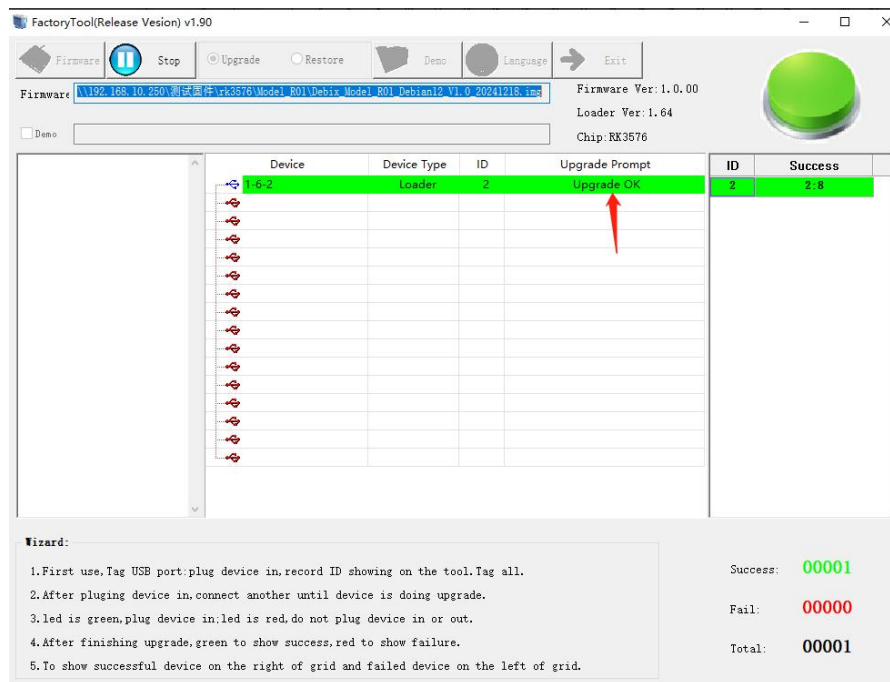 FactoryTool(Release Vesion) v1.90
Firmware Stop Upgrade Restore Demo Language Exit
Firmware \\192.168.10.250\测试固件\rk3576\Model_R01\Debix_Model_R01_Debian12_V1.0_20241218.img
Firmware Ver:1.0.00
Loader Ver:1.64
Demo
Chip:RK3576
Device Device Type ID Upgrade Prompt
1-6-2 Loader 2 Upgrade OK
ID Success
2 2:8
Wizard:
1.First use,Tag USB port:plug device in,record ID showing on the tool.Tag all.
2.After pluging device in,connect another until device is doing upgrade.
3.led is green,plug device in;led is red,do not plug device in or out.
4.After finishing upgrade,green to show success,red to show failure.
5.To show successful device on the right of grid and failed device on the left of grid.
Success: 00001
Fail: 00000
Total: 00001